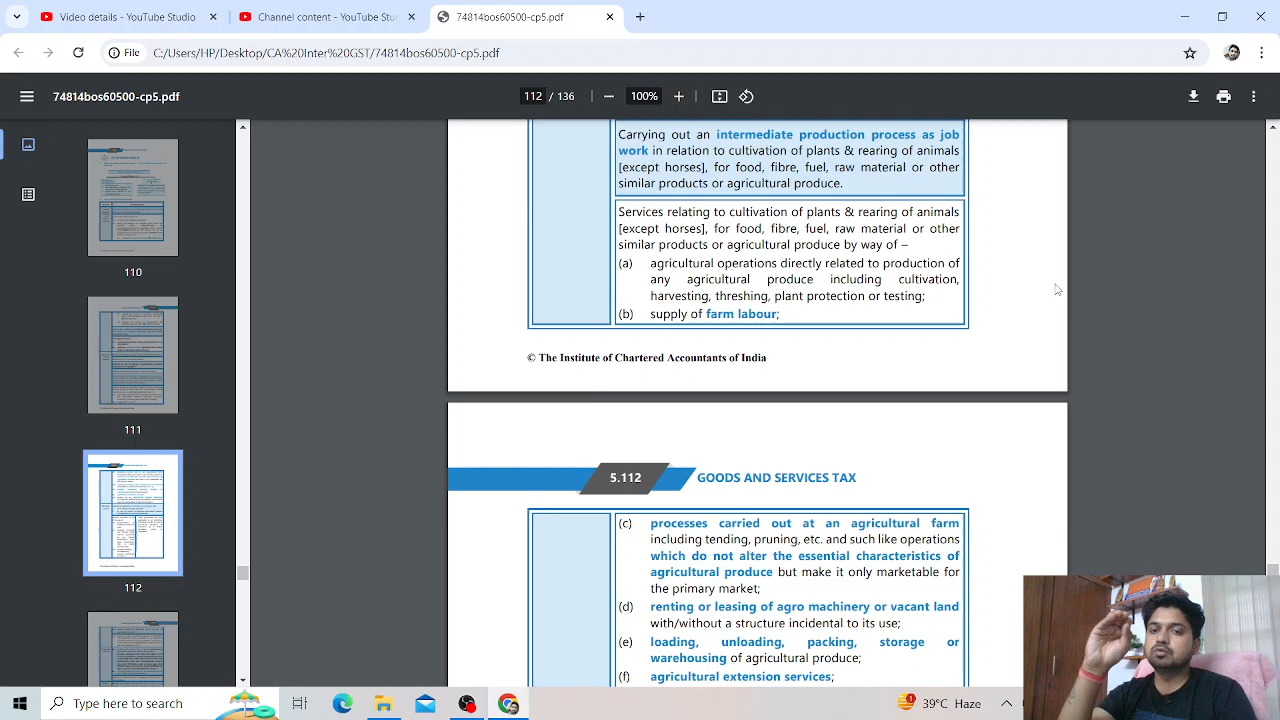 Video details - YouTube Studio
Channel content - YouTube Stu
74814bos60500-cp5.pdf
File
C:/Users/HP/Desktop/CA%20Inter%20GST/74814bos60500-cp5.pdf
74814bos60500-cp5.pdf
112 / 136
100%
110
111
112
Carrying out an intermediate production process as job
work in relation to cultivation of plants & rearing of animals
[except horses], for food, fibre, fuel, raw material or other
similar products or agricultural produce.
Services relating to cultivation of plants & rearing of animals
[except horses], for food, fibre, fuel, raw material or other
similar products or agricultural produce by way of –
(a) agricultural operations directly related to production of
any agricultural produce including cultivation,
harvesting, threshing, plant protection or testing;
(b) supply of farm labour;
© The Institute of Chartered Accountants of India
5.112 GOODS AND SERVICES TAX
(c) processes carried out at an agricultural farm
including tending, pruning, etc. and such like operations
which do not alter the essential characteristics of
agricultural produce but make it only marketable for
the primary market;
(d) renting or leasing of agro machinery or vacant land
with/without a structure incidental to its use;
(e) loading, unloading, packing, storage or
warehousing of agricultural produce;
(f) agricultural extension services;
Type here to search
39°C Haze